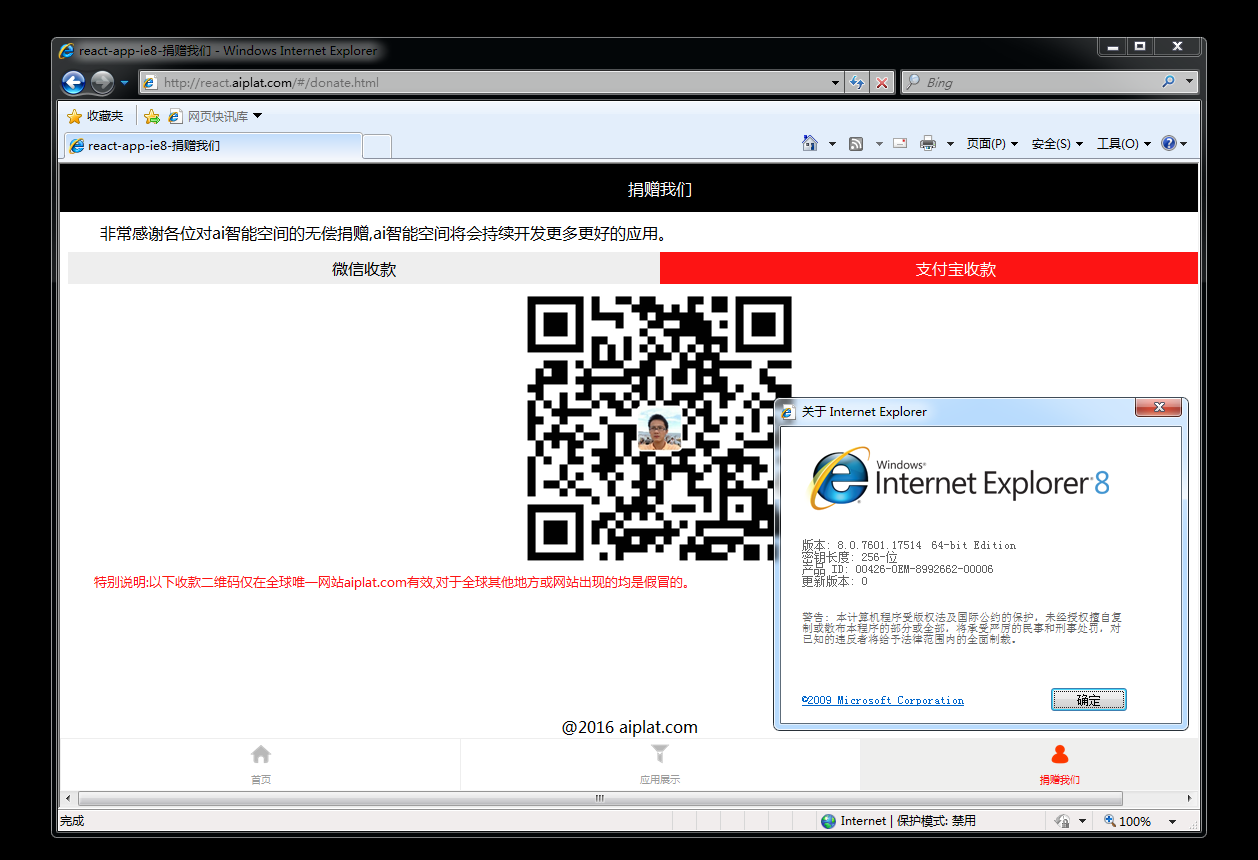 react-app-ie8-捐赠我们 - Windows Internet Explorer
http://react.aiplat.com/#/donate.html
Bing
收藏夹
网页快讯库
react-app-ie8-捐赠我们
页面(P)
安全(S)
工具(O)
捐赠我们
非常感谢各位对ai智能空间的无偿捐赠,ai智能空间将会持续开发更多更好的应用。
微信收款
支付宝收款
特别说明:以下收款二维码仅在全球唯一网站aiplat.com有效,对于全球其他地方或网站出现的均是假冒的。
关于 Internet Explorer
Windows®
Internet Explorer 8
版本: 8.0.7601.17514 64-bit Edition
密钥长度: 256-位
产品 ID: 00426-OEM-8992662-00006
更新版本: 0
警告: 本计算机程序受版权法及国际公约的保护，未经授权擅自复
制或散布本程序的部分或全部，将承受严厉的民事和刑事处罚，对
已知的违反者将给予法律范围内的全面制裁。
©2009 Microsoft Corporation
确定
@2016 aiplat.com
首页
应用展示
捐赠我们
完成
Internet | 保护模式: 禁用
100%